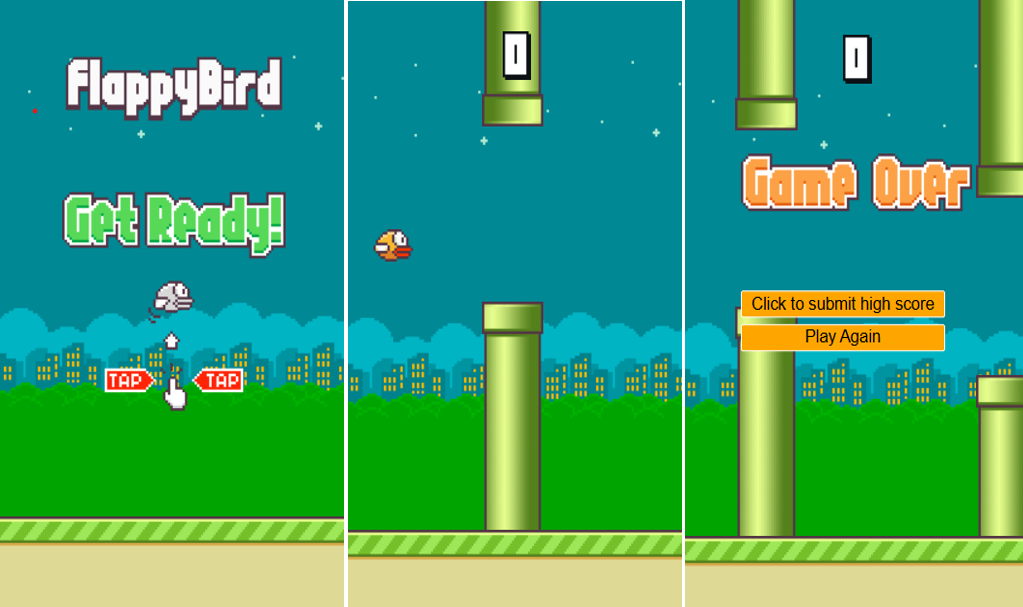 FlappyBird
Get Ready!
TAP TAP
0
0
Game Over
Click to submit high score
Play Again